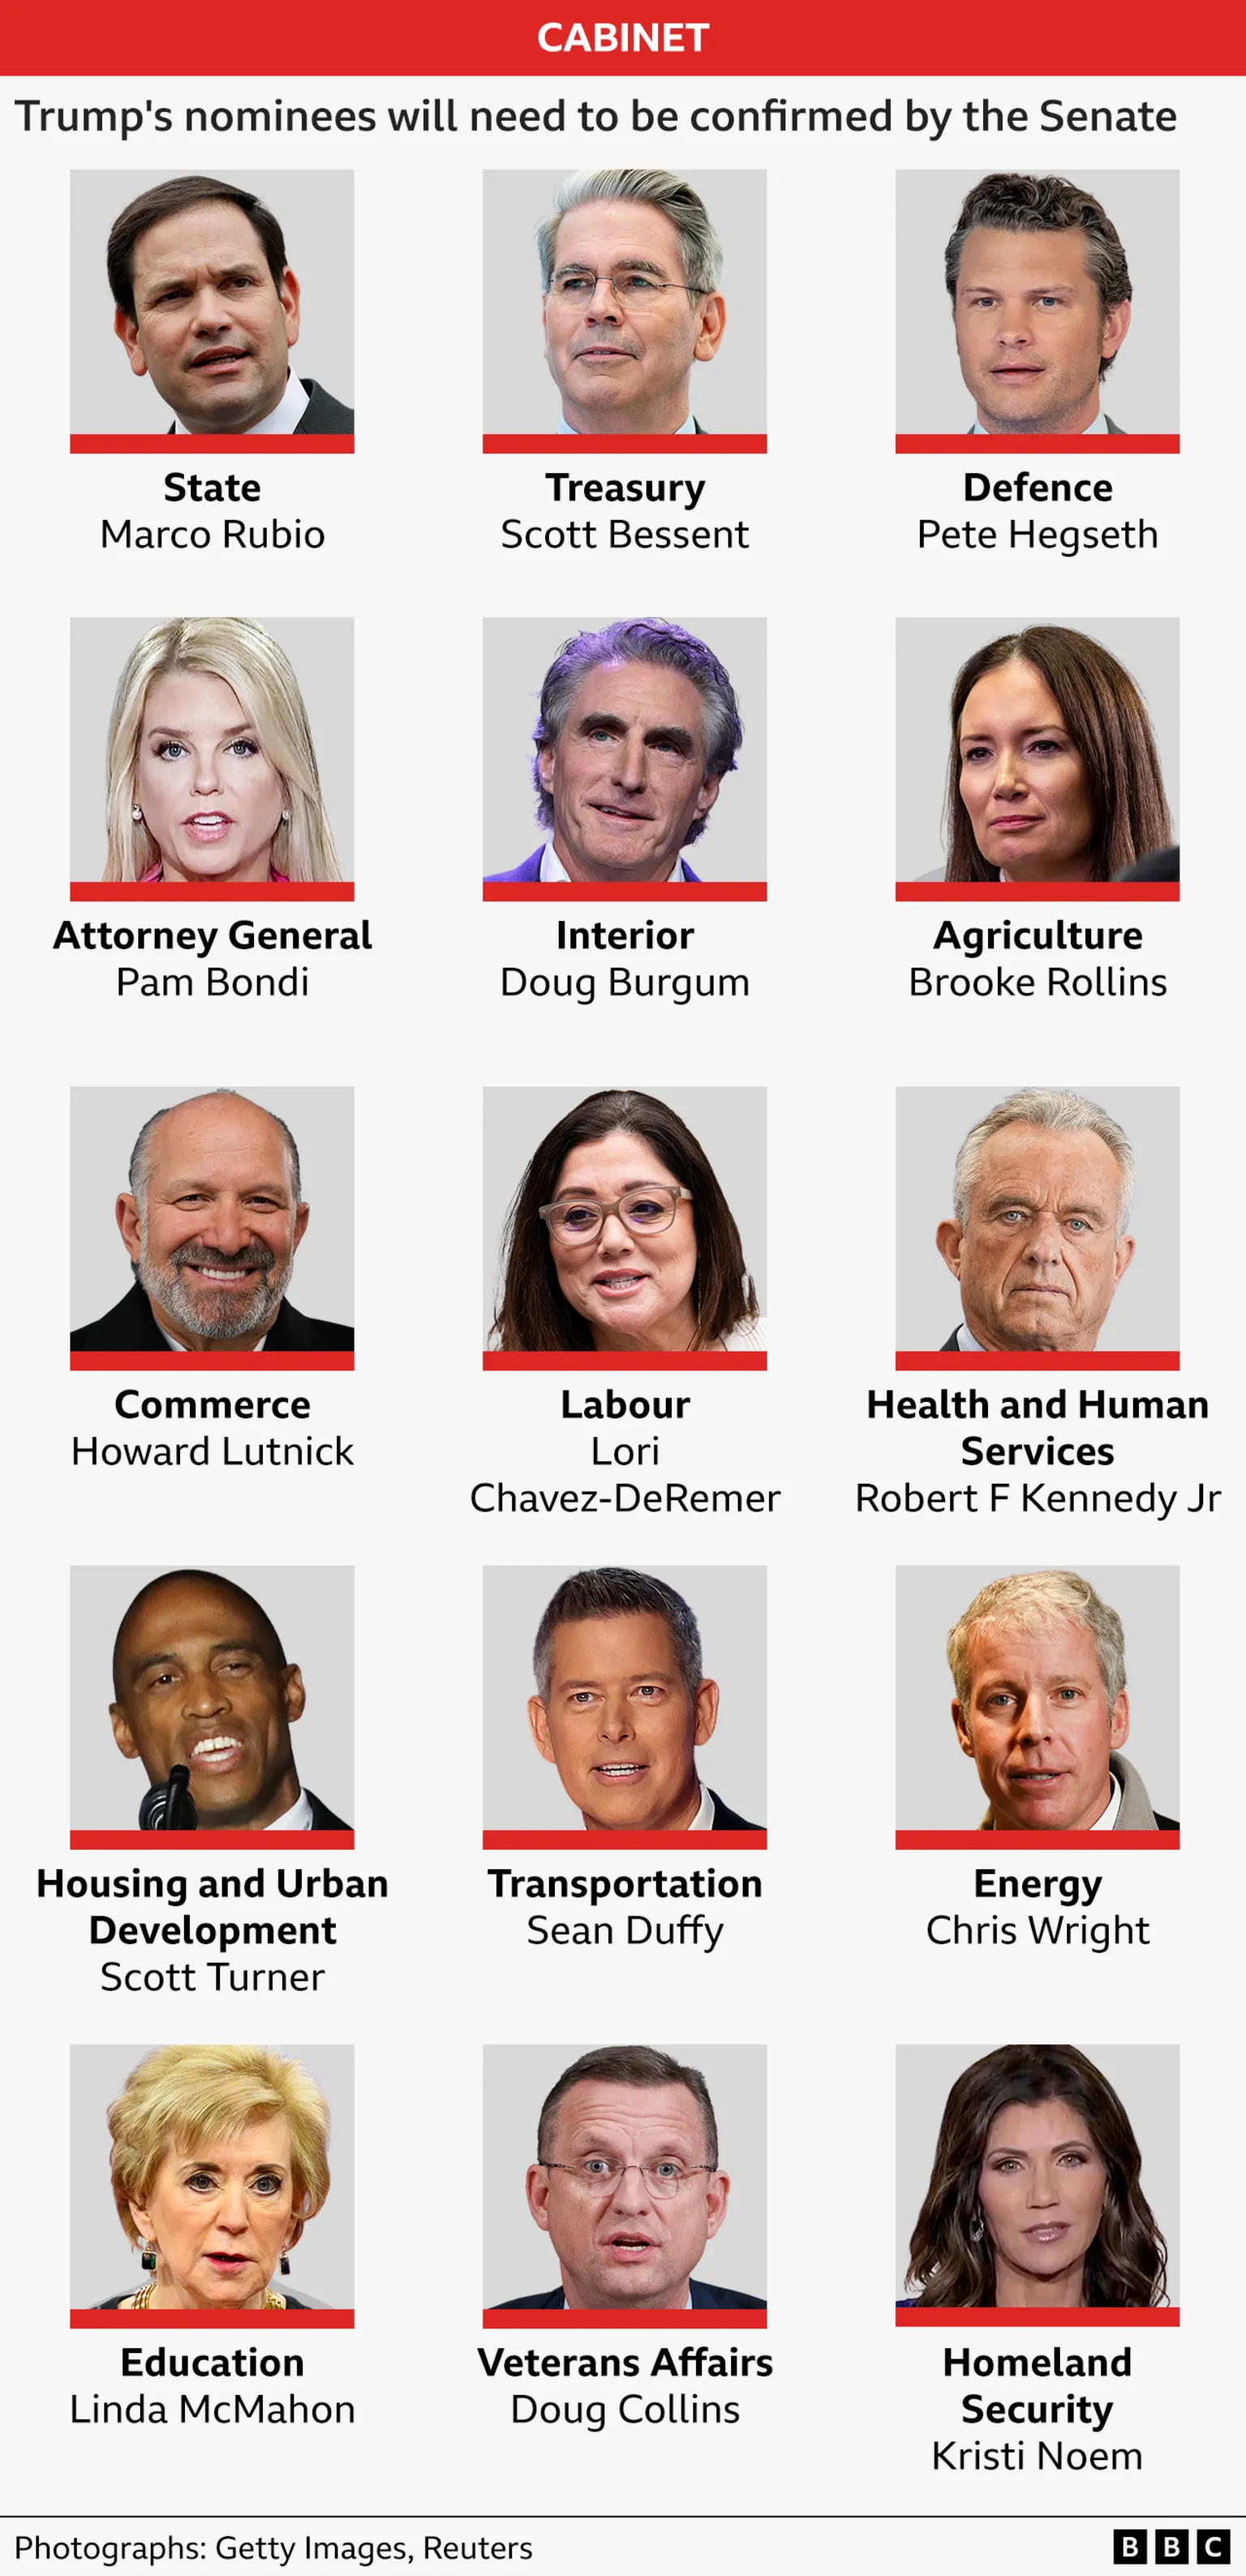 CABINET
Trump's nominees will need to be confirmed by the Senate
State
Marco Rubio
Treasury
Scott Bessent
Defence
Pete Hegseth
Attorney General
Pam Bondi
Interior
Doug Burgum
Agriculture
Brooke Rollins
Commerce
Howard Lutnick
Labour
Lori
Chavez-DeRemer
Health and Human
Services
Robert F Kennedy Jr
Housing and Urban
Development
Scott Turner
Transportation
Sean Duffy
Energy
Chris Wright
Education
Linda McMahon
Veterans Affairs
Doug Collins
Homeland
Security
Kristi Noem
Photographs: Getty Images, Reuters
BBC